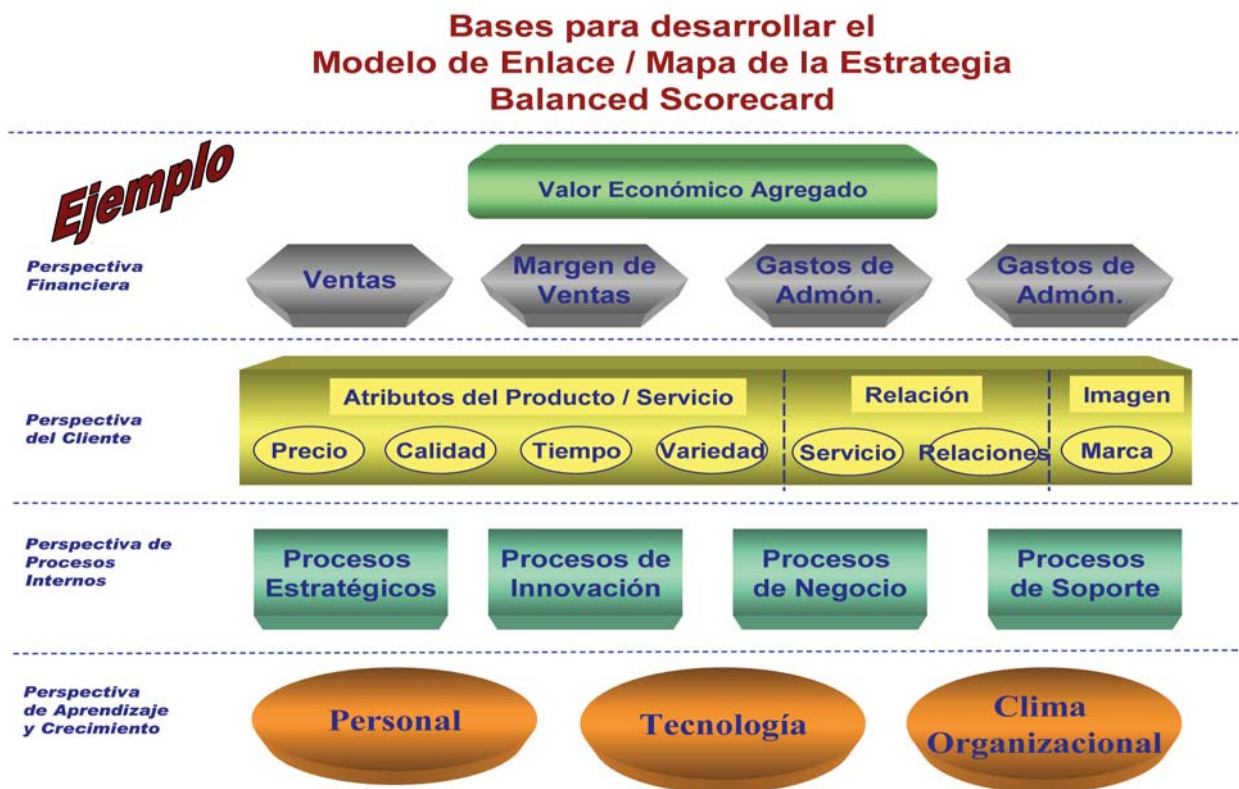 Bases para desarrollar el
Modelo de Enlace / Mapa de la Estrategia
Balanced Scorecard
Ejemplo
Valor Económico Agregado
Perspectiva
Financiera
Ventas
Margen de
Ventas
Gastos de
Admón.
Gastos de
Admón.
Perspectiva
del Cliente
Atributos del Producto / Servicio
Relación
Imagen
Precio
Calidad
Tiempo
Variedad
Servicio
Relaciones
Marca
Perspectiva de
Procesos
Internos
Procesos
Estratégicos
Procesos de
Innovación
Procesos
de Negocio
Procesos
de Soporte
Perspectiva
de Aprendizaje
y Crecimiento
Personal
Tecnología
Clima
Organizacional